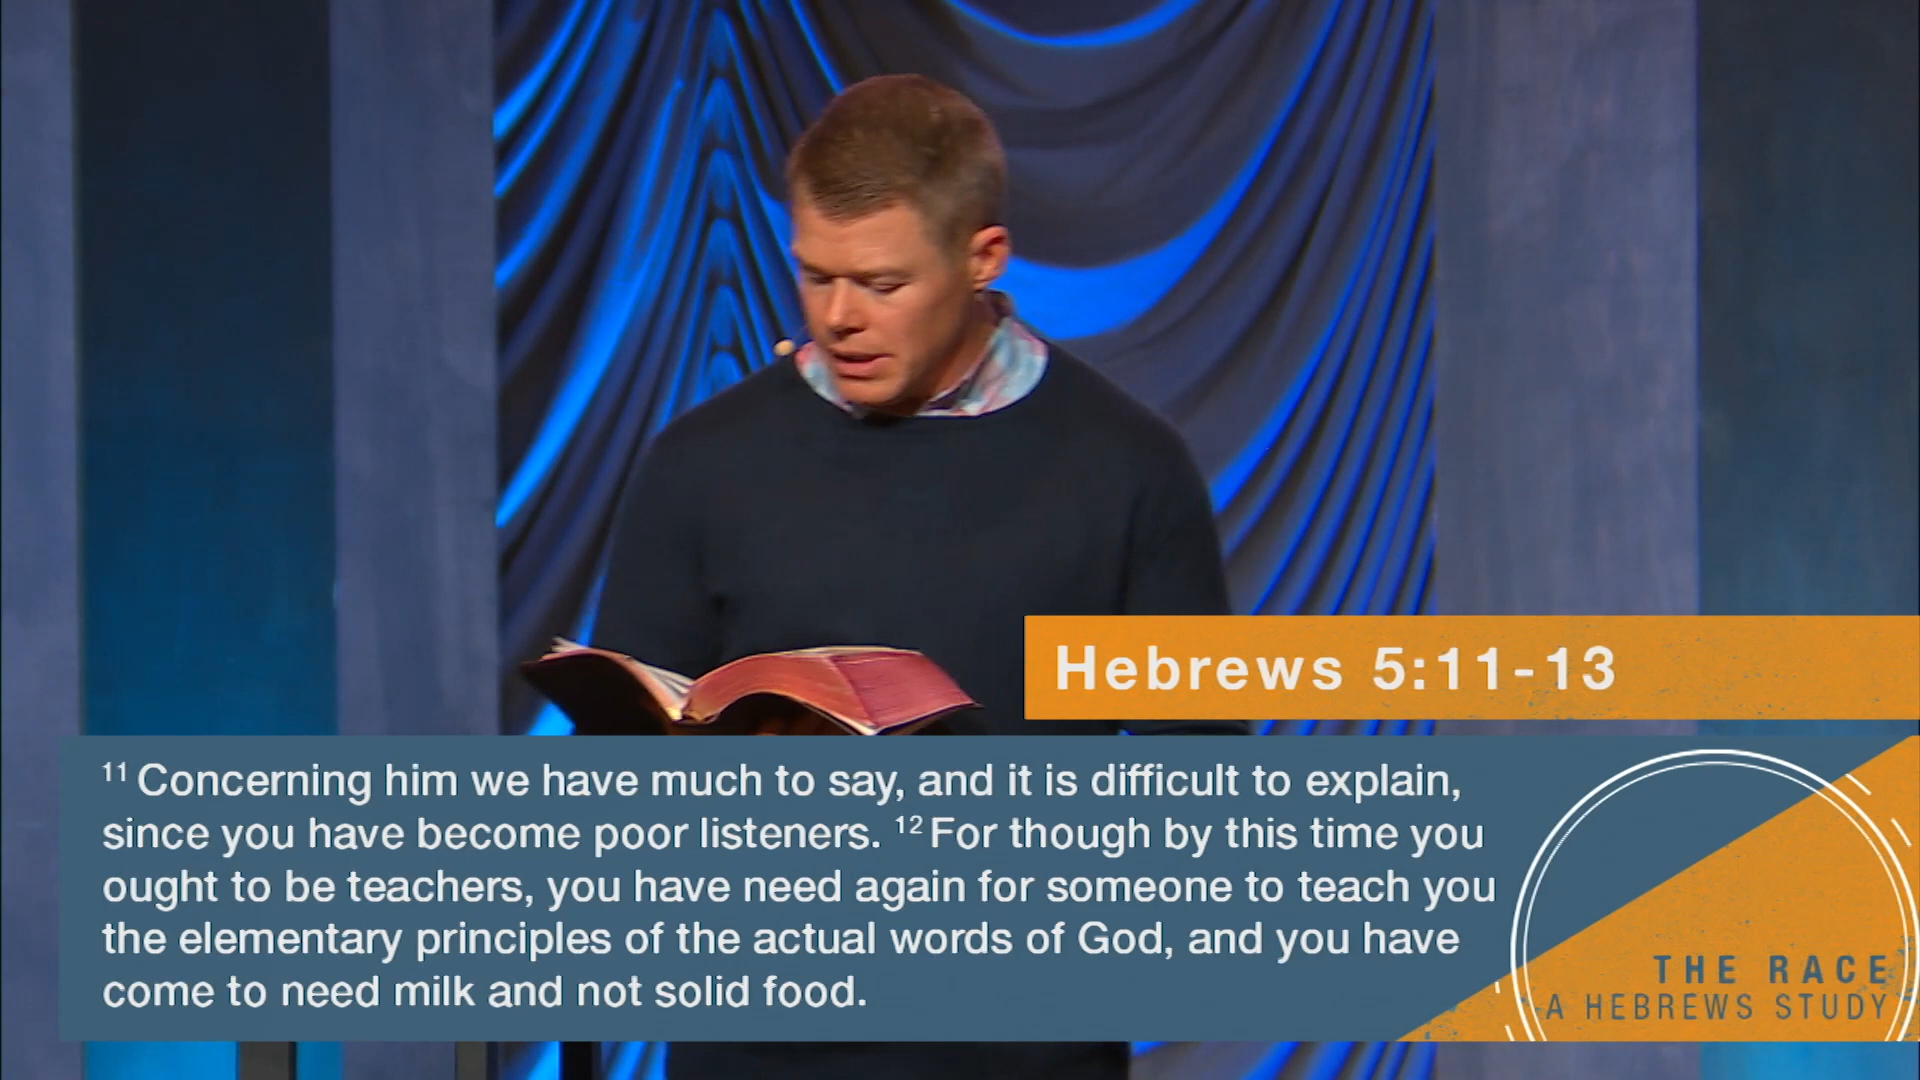 Hebrews 5:11-13
11 Concerning him we have much to say, and it is difficult to explain,
since you have become poor listeners. 12 For though by this time you
ought to be teachers, you have need again for someone to teach you
the elementary principles of the actual words of God, and you have
come to need milk and not solid food.
THE RACE
A HEBREWS STUDY